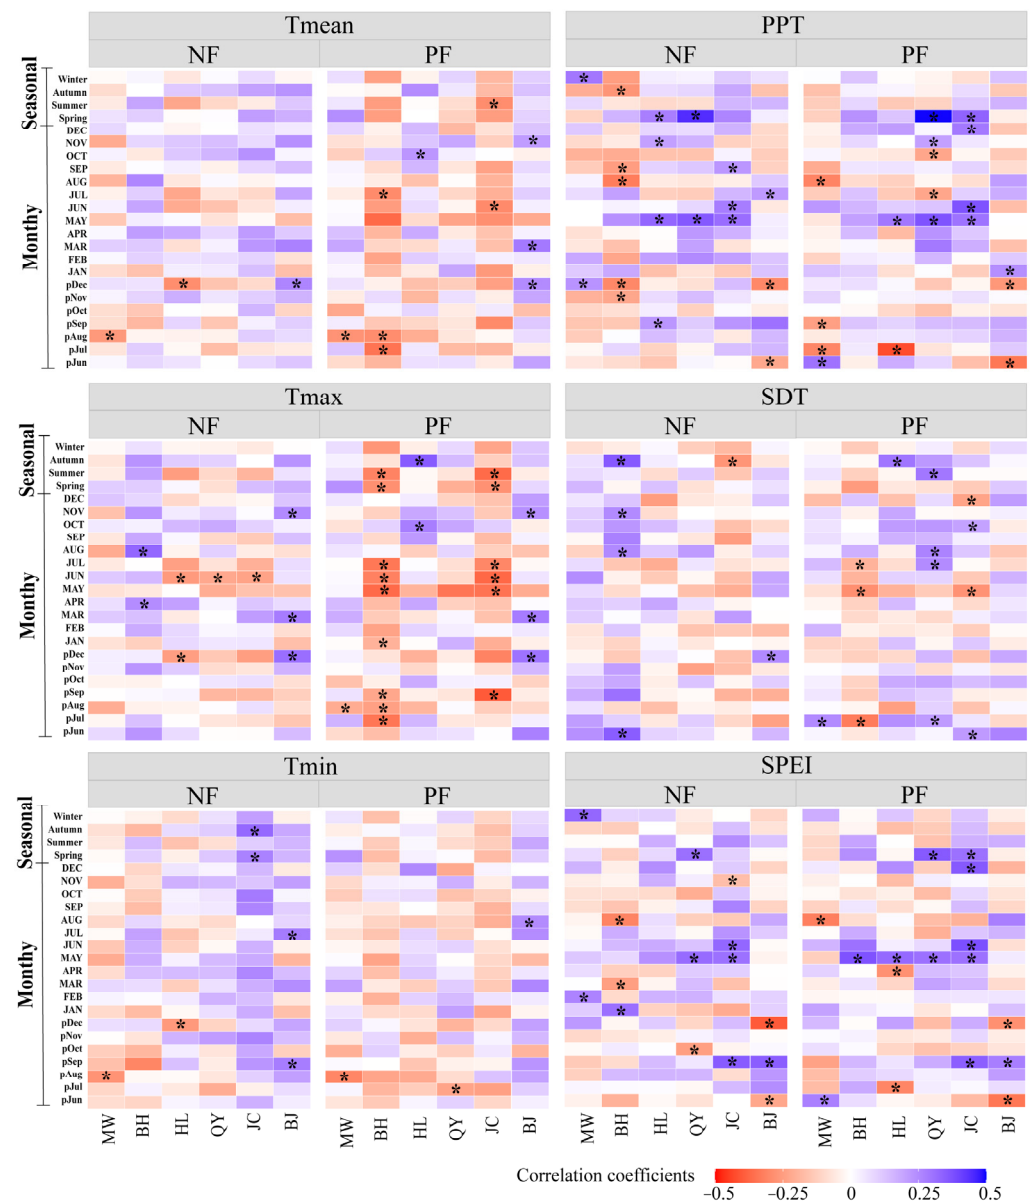 Tmean
PPT
NF
PF
NF
PF
Seasonal
Monthy
Winter
Autumn
Summer
Spring
DEC
NOV
OCT
SEP
AUG
JUL
JUN
MAY
APR
MAR
FEB
JAN
pDec
pNov
pOct
pSep
pAug
pJul
pJun
Tmax
SDT
NF
PF
NF
PF
Seasonal
Monthy
Winter
Autumn
Summer
Spring
DEC
NOV
OCT
SEP
AUG
JUL
JUN
MAY
APR
MAR
FEB
JAN
pDec
pNov
pOct
pSep
pAug
pJul
pJun
Tmin
SPEI
NF
PF
NF
PF
Seasonal
Monthy
Winter
Autumn
Summer
Spring
DEC
NOV
OCT
SEP
AUG
JUL
JUN
MAY
APR
MAR
FEB
JAN
pDec
pNov
pOct
pSep
pAug
pJul
pJun
MW BH HL QY JC BJ MW BH HL QY JC BJ MW BH HL QY JC BJ MW BH HL QY JC BJ
Correlation coefficients
−0.5 −0.25 0 0.25 0.5